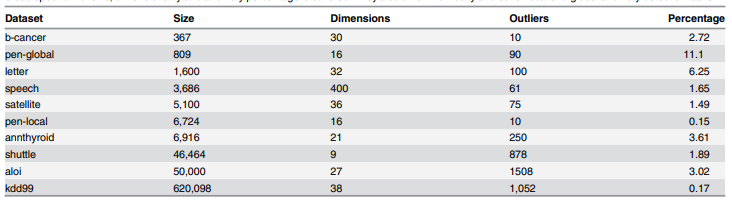 Dataset Size Dimensions Outliers Percentage
b-cancer 367 30 10 2.72
pen-global 809 16 90 11.1
letter 1,600 32 100 6.25
speech 3,686 400 61 1.65
satellite 5,100 36 75 1.49
pen-local 6,724 16 10 0.15
annthyroid 6,916 21 250 3.61
shuttle 46,464 9 878 1.89
aloi 50,000 27 1508 3.02
kdd99 620,098 38 1,052 0.17